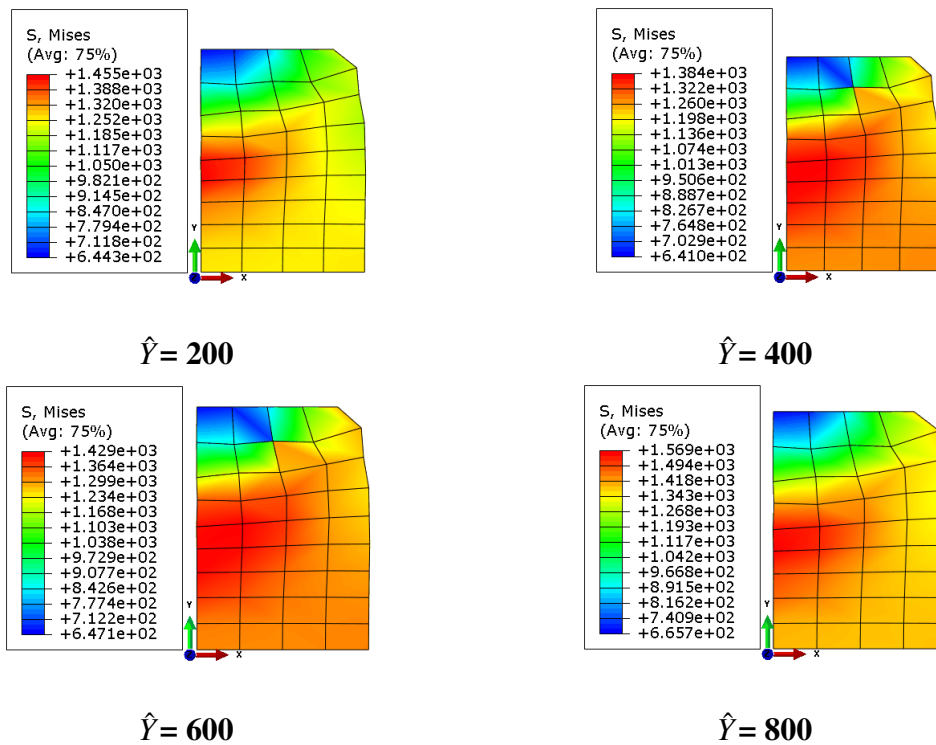 S, Mises
(Avg: 75%)
+1.455e+03
+1.388e+03
+1.320e+03
+1.252e+03
+1.185e+03
+1.117e+03
+1.050e+03
+9.821e+02
+9.145e+02
+8.470e+02
+7.794e+02
+7.118e+02
+6.443e+02
Y
X
Ŷ = 200
S, Mises
(Avg: 75%)
+1.384e+03
+1.322e+03
+1.260e+03
+1.198e+03
+1.136e+03
+1.074e+03
+1.013e+03
+9.506e+02
+8.887e+02
+8.267e+02
+7.648e+02
+7.029e+02
+6.410e+02
Y
X
Ŷ = 400
S, Mises
(Avg: 75%)
+1.429e+03
+1.364e+03
+1.299e+03
+1.234e+03
+1.168e+03
+1.103e+03
+1.038e+03
+9.729e+02
+9.077e+02
+8.426e+02
+7.774e+02
+7.122e+02
+6.471e+02
Y
X
Ŷ = 600
S, Mises
(Avg: 75%)
+1.569e+03
+1.494e+03
+1.418e+03
+1.343e+03
+1.268e+03
+1.193e+03
+1.117e+03
+1.042e+03
+9.668e+02
+8.915e+02
+8.162e+02
+7.409e+02
+6.657e+02
Y
X
Ŷ = 800